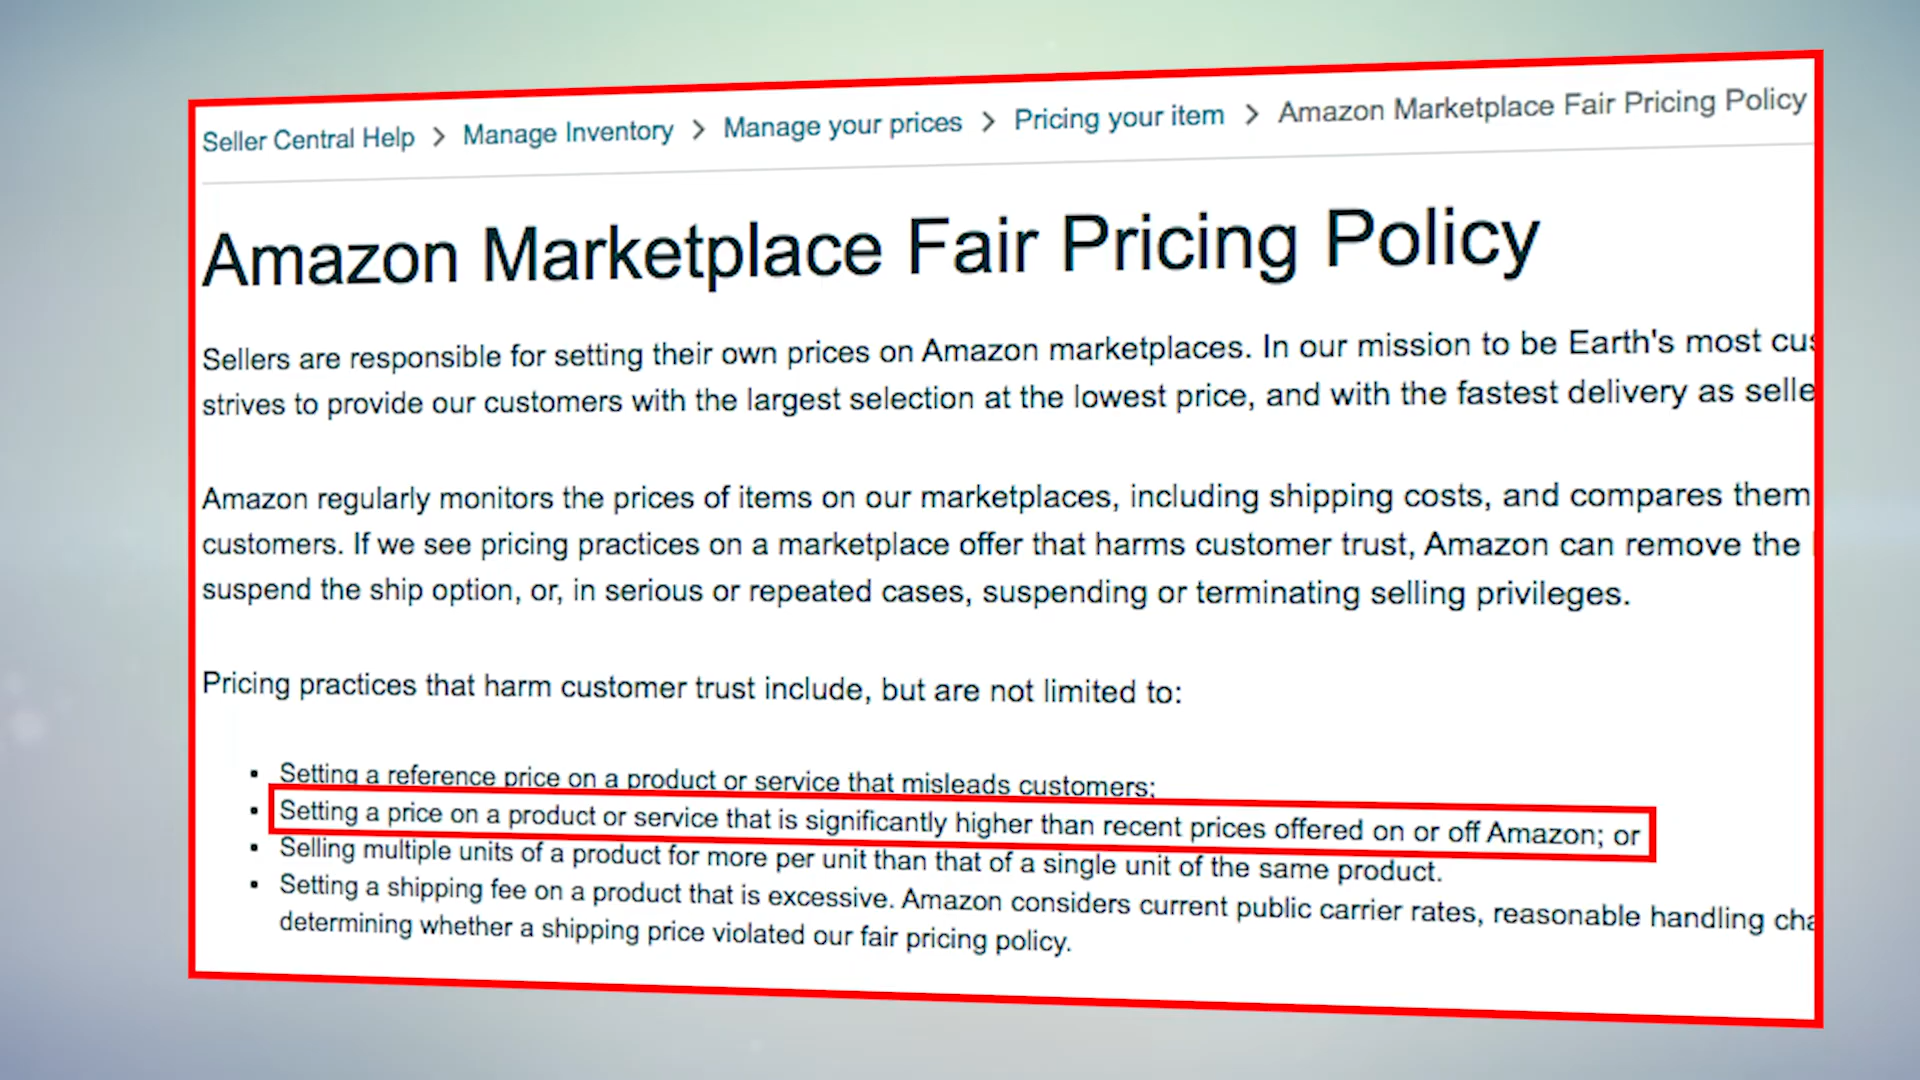 Seller Central Help > Manage Inventory > Manage your prices > Pricing your item > Amazon Marketplace Fair Pricing Policy
Amazon Marketplace Fair Pricing Policy
Sellers are responsible for setting their own prices on Amazon marketplaces. In our mission to be Earth's most
strives to provide our customers with the largest selection at the lowest price, and with the fastest delivery as
Amazon regularly monitors the prices of items on our marketplaces, including shipping costs, and compares them
customers. If we see pricing practices on a marketplace offer that harms customer trust, Amazon can remove the
suspend the ship option, or, in serious or repeated cases, suspending or terminating selling privileges.
Pricing practices that harm customer trust include, but are not limited to:
▪ Setting a reference price on a product or service that misleads customers;
▪ Setting a price on a product or service that is significantly higher than recent prices offered on or off Amazon; or
▪ Selling multiple units of a product for more per unit than that of a single unit of the same product.
▪ Setting a shipping fee on a product that is excessive. Amazon considers current public carrier rates, reasonable handling
determining whether a shipping price violated our fair pricing policy.